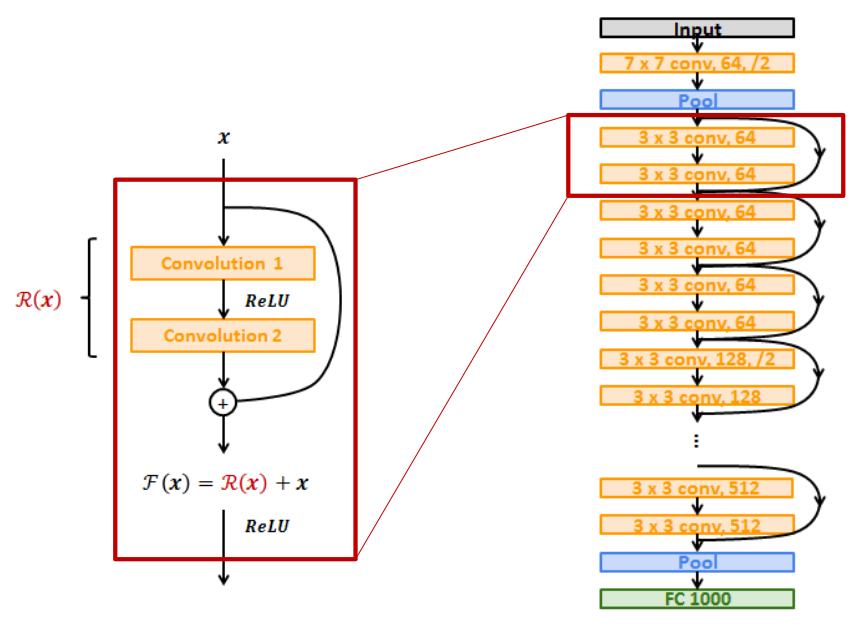 x
Convolution 1
ReLU
ℛ(x)
Convolution 2
+
ℱ(x) = ℛ(x) + x
ReLU
Input
7 x 7 conv, 64, /2
Pool
3 x 3 conv, 64
3 x 3 conv, 64
3 x 3 conv, 64
3 x 3 conv, 64
3 x 3 conv, 64
3 x 3 conv, 64
3 x 3 conv, 128, /2
3 x 3 conv, 128
...
3 x 3 conv, 512
3 x 3 conv, 512
Pool
FC 1000